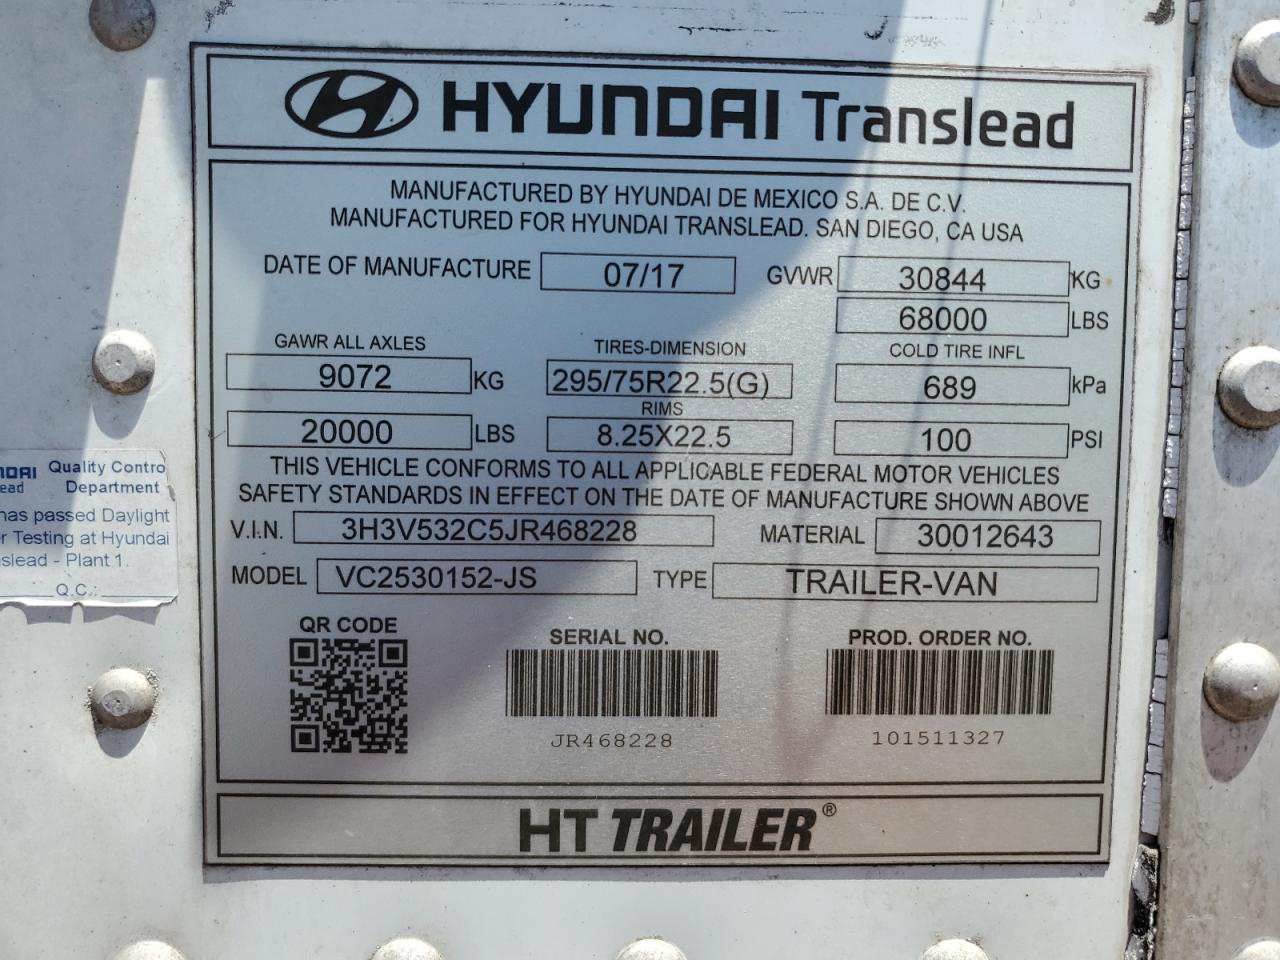 HYUNDAI Translead
MANUFACTURED BY HYUNDAI DE MEXICO S.A. DE C.V.
MANUFACTURED FOR HYUNDAI TRANSLEAD. SAN DIEGO, CA USA
DATE OF MANUFACTURE 07/17 GVWR 30844 KG
68000 LBS
GAWR ALL AXLES TIRES-DIMENSION COLD TIRE INFL
9072 KG 295/75R22.5(G) 689 kPa
RIMS
20000 LBS 8.25X22.5 100 PSI
THIS VEHICLE CONFORMS TO ALL APPLICABLE FEDERAL MOTOR VEHICLES
SAFETY STANDARDS IN EFFECT ON THE DATE OF MANUFACTURE SHOWN ABOVE
V.I.N. 3H3V532C5JR468228 MATERIAL 30012643
MODEL VC2530152-JS TYPE TRAILER-VAN
QR CODE SERIAL NO. PROD. ORDER NO.
JR468228 101511327
HT TRAILER®
Quality Contro
Department
has passed Daylight
Testing at Hyundai
slead - Plant 1.
Q.C.: